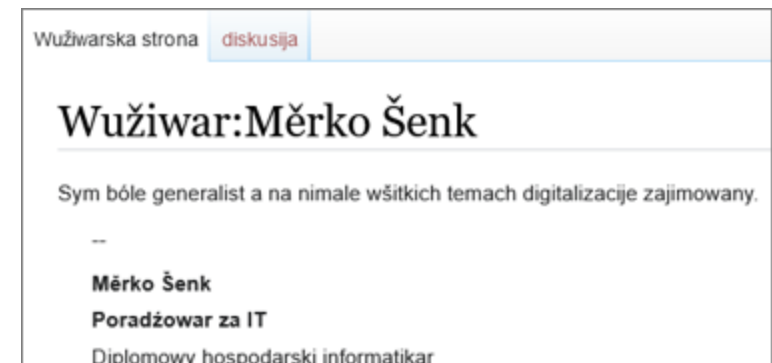 Wužiwarska strona diskusija
Wužiwar:Měrko Šenk
Sym bóle generalist a na nimale wšitkich temach digitalizacije zajimowany.
--
Měrko Šenk
Poradźowar za IT
Diplomowy hospodarski informatikar